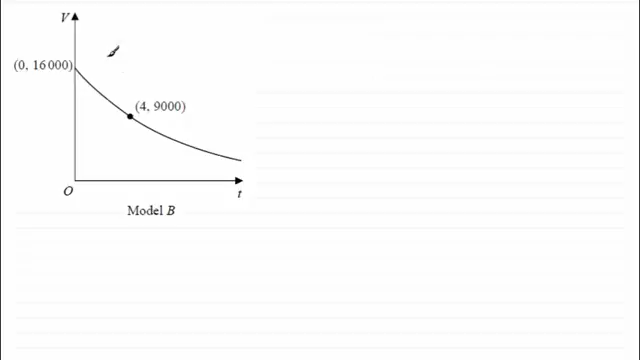 V
(0, 16 000)
(4, 9000)
O
t
Model B